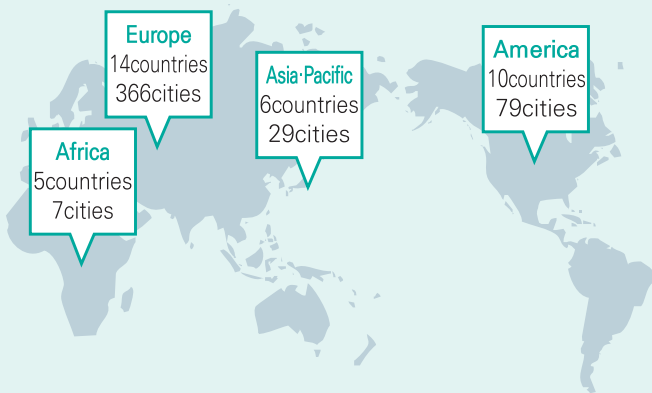 Europe
14countries
366cities
Asia·Pacific
6countries
29cities
America
10countries
79cities
Africa
5countries
7cities